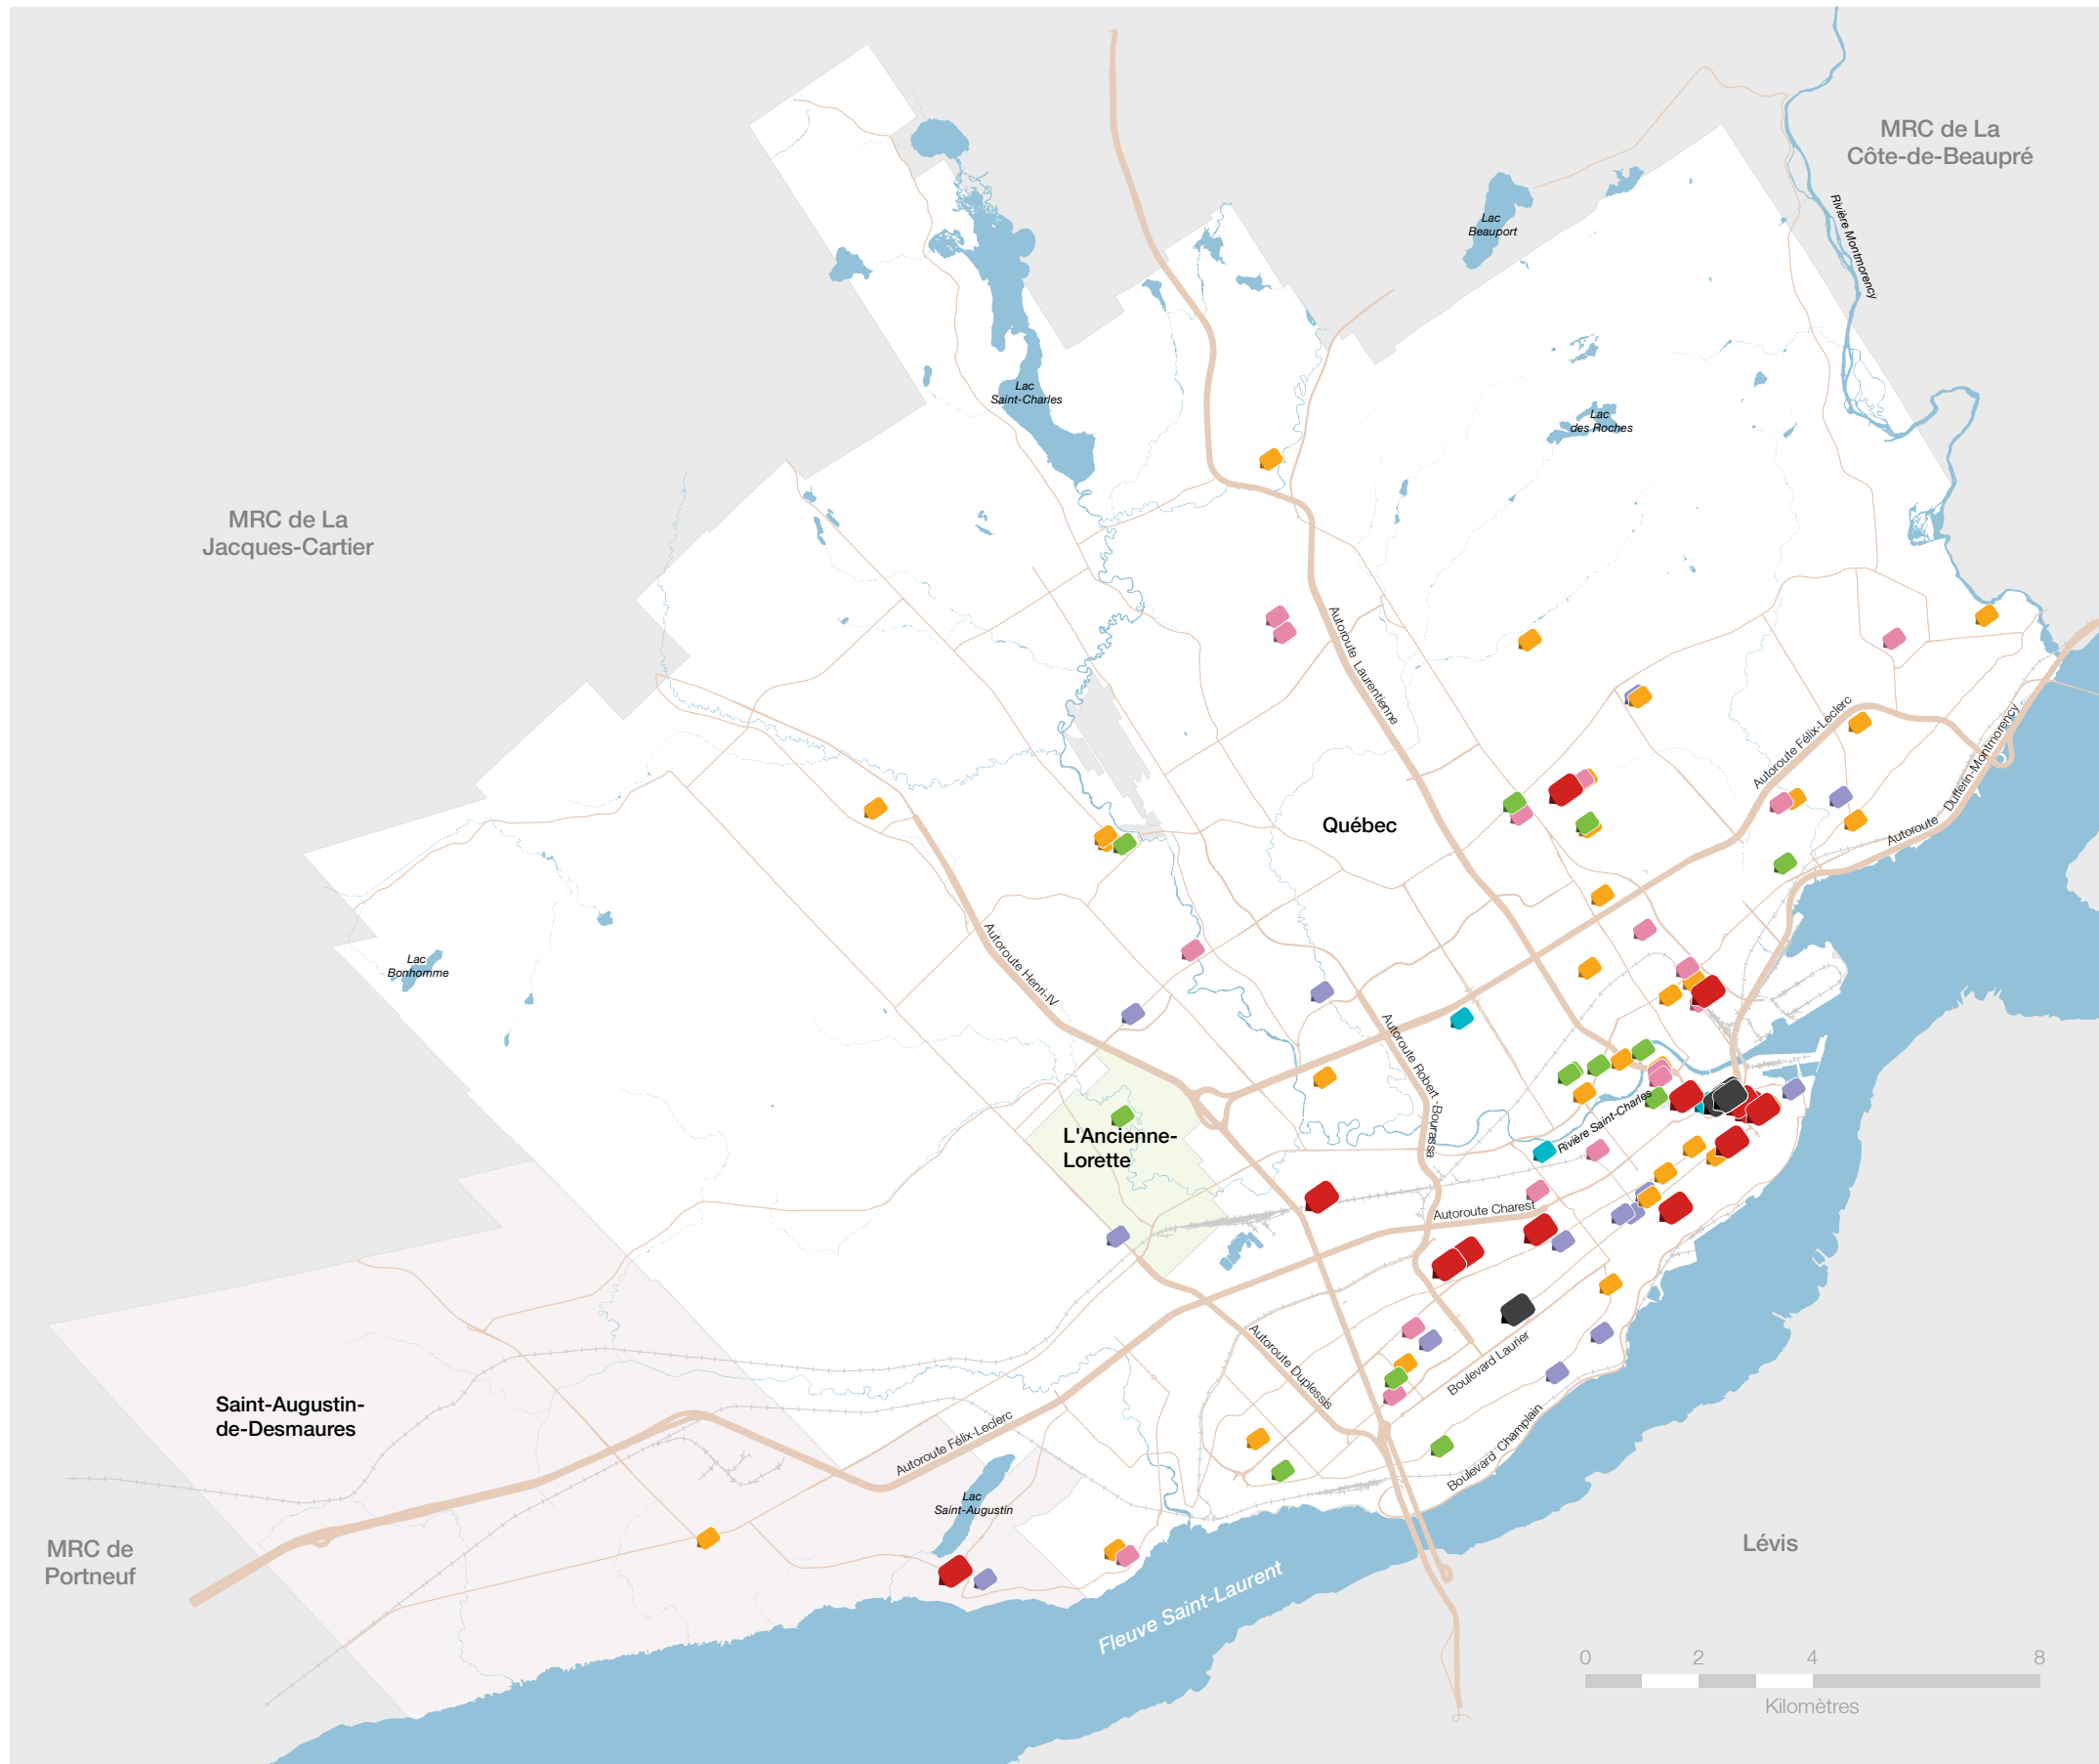 MRC de La
Côte-de-Beaupré
Rivière Montmorency
Lac
Beauport
Lac
Saint-Charles
Lac
des Roches
MRC de La
Jacques-Cartier
Autoroute Laurentienne
Autoroute Félix-Leclerc
Autoroute Dufferin-Montmorency
Québec
Autoroute Henri-IV
Lac
Bonhomme
Autoroute Robert-Bourassa
Rivière Saint-Charles
L'Ancienne-
Lorette
Autoroute Charest
Autoroute Duplessis
Boulevard Laurier
Boulevard Champlain
Saint-Augustin-
de-Desmaures
Autoroute Félix-Leclerc
Lac
Saint-Augustin
MRC de
Portneuf
Lévis
Fleuve Saint-Laurent
0 2 4 8
Kilomètres